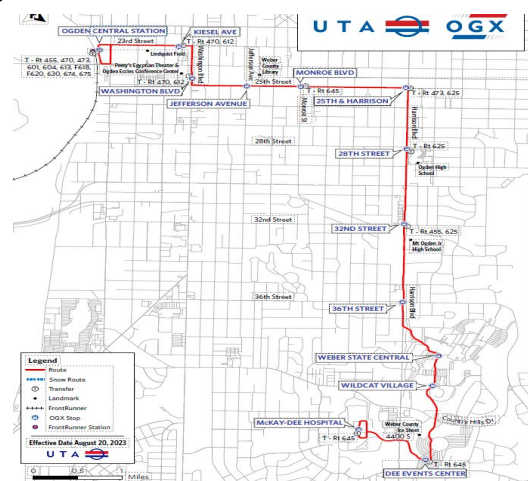 UTA OGX
OGDEN CENTRAL STATION
KIESEL AVE
23rd Street
T - Rt 470, 612
Lindquist Field
T - Rt 455, 470, 473,
601, 604, 613, F618,
F620, 630, 674, 675
Peery's Egyptian Theater &
Ogden Eccles Conference Center
Washington Blvd
T - Rt 470, 612
WASHINGTON BLVD
Jefferson Ave
Weber
County
Library
25th Street
MONROE BLVD
T - Rt 645
Monroe St
JEFFERSON AVENUE
25TH & HARRISON
T - Rt 473, 625
Harrison Blvd
28th Street
28TH STREET
T - Rt 625
Ogden High
School
32nd Street
32ND STREET
T - Rt 455, 625
Mt Ogden Jr
High School
36th Street
36TH STREET
Harrison Blvd
WEBER STATE CENTRAL
WILDCAT VILLAGE
McKAY-DEE HOSPITAL
T - Rt 645
Weber County
Ice Sheet
4400 S
Country Hills Dr
T - Rt 645
DEE EVENTS CENTER
Legend
Route
Snow Route
T Transfer
Landmark
FrontRunner
OGX Stop
FrontRunner Station
Effective Date August 20, 2023
UTA
0 0.5 1
Miles